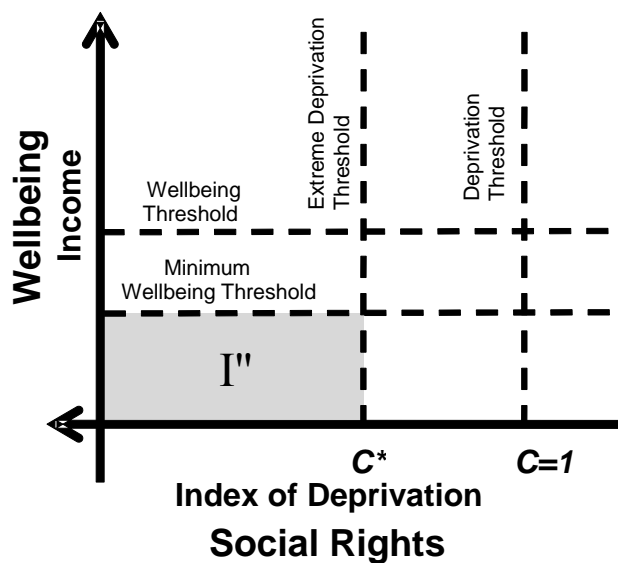 Wellbeing
Income
Extreme Deprivation
Threshold
Deprivation
Threshold
Wellbeing
Threshold
Minimum
Wellbeing Threshold
I"
C*
C=1
Index of Deprivation
Social Rights